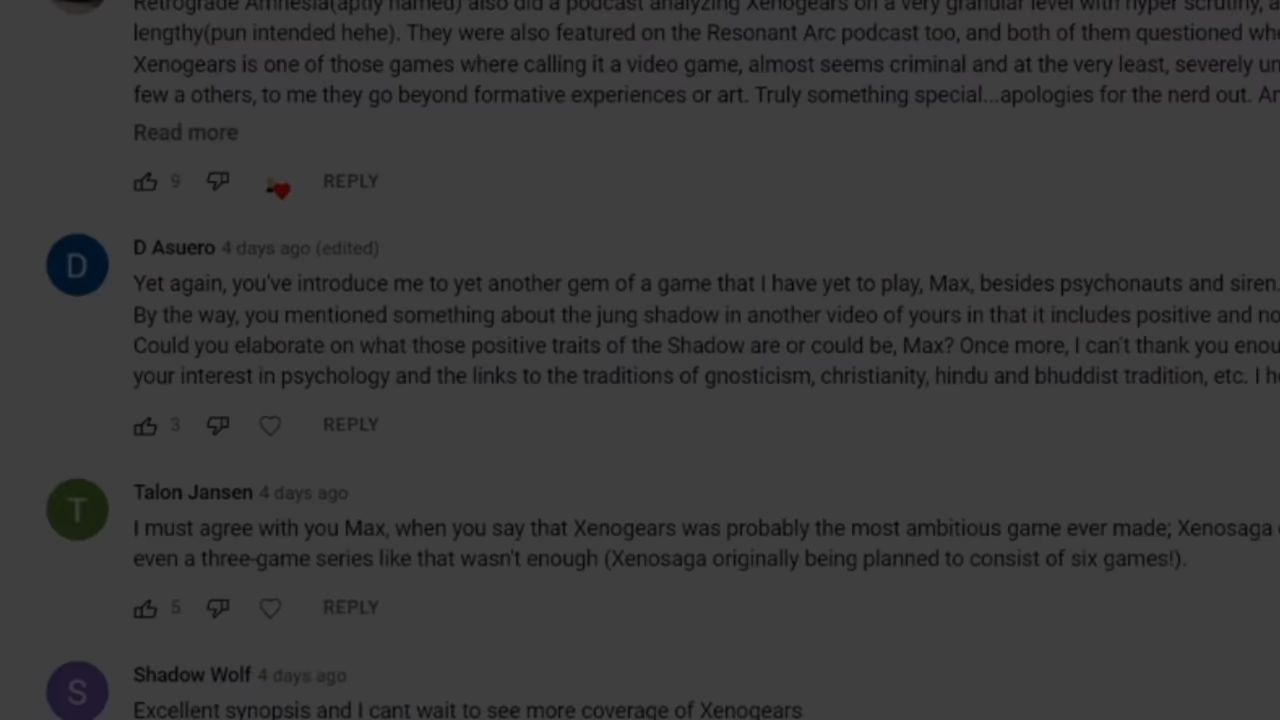 Retrograde Amnesia(aptly named) also did a podcast analyzing Xenogears on a very granular level with hyper scrutiny, a
lengthy(pun intended hehe). They were also featured on the Resonant Arc podcast too, and both of them questioned whe
Xenogears is one of those games where calling it a video game, almost seems criminal and at the very least, severely un
few a others, to me they go beyond formative experiences or art. Truly something special...apologies for the nerd out. Ar
Read more
9 REPLY
D Asuero 4 days ago (edited)
D
Yet again, you've introduce me to yet another gem of a game that I have yet to play, Max, besides psychonauts and siren.
By the way, you mentioned something about the jung shadow in another video of yours in that it includes positive and no
Could you elaborate on what those positive traits of the Shadow are or could be, Max? Once more, I can't thank you enou
your interest in psychology and the links to the traditions of gnosticism, christianity, hindu and bhuddist tradition, etc. I h
3 REPLY
Talon Jansen 4 days ago
T
I must agree with you Max, when you say that Xenogears was probably the most ambitious game ever made; Xenosaga
even a three-game series like that wasn't enough (Xenosaga originally being planned to consist of six games!).
5 REPLY
Shadow Wolf 4 days ago
S
Excellent synopsis and I cant wait to see more coverage of Xenogears